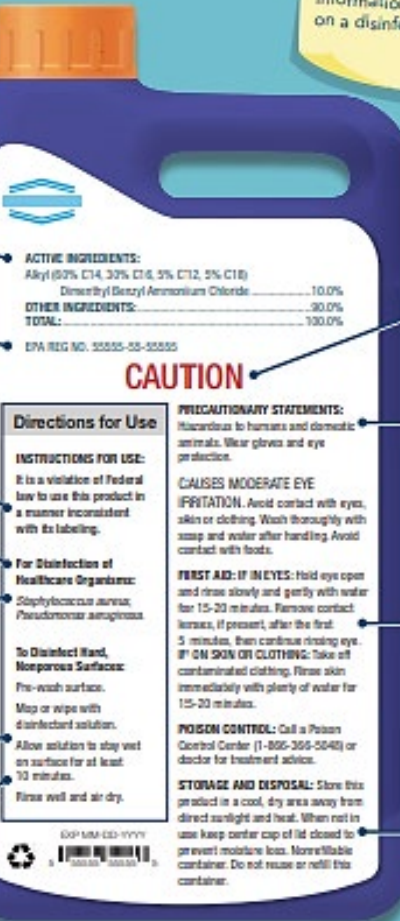 on a disinfe
ACTIVE INGREDIENTS:
Alkyl (60% C14, 30% C16, 5% C12, 5% C18)
Dimenthyl Benzyl Ammonium Chloride 10.0%
OTHER INGREDIENTS: 90.0%
TOTAL: 100.0%
EPA REG NO. 55555-55-55555
CAUTION
Directions for Use
INSTRUCTIONS FOR USE:
It is a violation of Federal
law to use this product in
a manner inconsistent
with its labeling.
For Disinfection of
Healthcare Organisms:
Staphylococcus aureus,
Pseudomonas aeruginosa.
To Disinfect Hard,
Nonporous Surfaces:
Pre-wash surface.
Mop or wipe with
disinfectant solution.
Allow solution to stay wet
on surface for at least
10 minutes.
Rinse well and air dry.
PRECAUTIONARY STATEMENTS:
Hazardous to humans and domestic
animals. Wear gloves and eye
protection.
CAUSES MODERATE EYE
IRRITATION. Avoid contact with eyes,
skin or clothing. Wash thoroughly with
soap and water after handling. Avoid
contact with foods.
FIRST AID: IF IN EYES: Hold eye open
and rinse slowly and gently with water
for 15-20 minutes. Remove contact
lenses, if present, after the first
5 minutes, then continue rinsing eye.
IF ON SKIN OR CLOTHING: Take off
contaminated clothing. Rinse skin
immediately with plenty of water for
15-20 minutes.
POISON CONTROL: Call a Poison
Control Center (1-866-366-5048) or
doctor for treatment advice.
STORAGE AND DISPOSAL: Store this
product in a cool, dry area away from
direct sunlight and heat. When not in
use keep center cap of lid closed to
prevent moisture loss. Nonrefillable
container. Do not reuse or refill this
container.
EXP MM-DD-YYYY
5 55555 55555 5